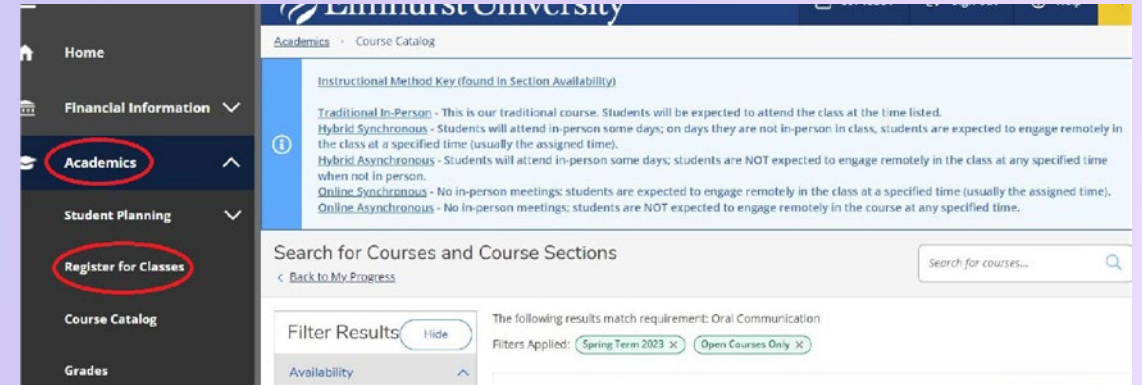 Home
Financial Information
Academics
Student Planning
Register for Classes
Course Catalog
Grades
Elmhurst University
Sign out
Help
Academics · Course Catalog
Instructional Method Key (found in Section Availability)
Traditional In-Person - This is our traditional course. Students will be expected to attend the class at the time listed.
Hybrid Synchronous - Students will attend in-person some days; on days they are not in-person in class, students are expected to engage remotely in
the class at a specified time (usually the assigned time).
Hybrid Asynchronous - Students will attend in-person some days; students are NOT expected to engage remotely in the class at any specified time
when not in person.
Online Synchronous - No in-person meetings; students are expected to engage remotely in the class at a specified time (usually the assigned time).
Online Asynchronous - No in-person meetings; students are NOT expected to engage remotely in the course at any specified time.
Search for Courses and Course Sections
< Back to My Progress
Search for courses...
Filter Results Hide
Availability
The following results match requirement: Oral Communication
Filters Applied: Spring Term 2023 x Open Courses Only x